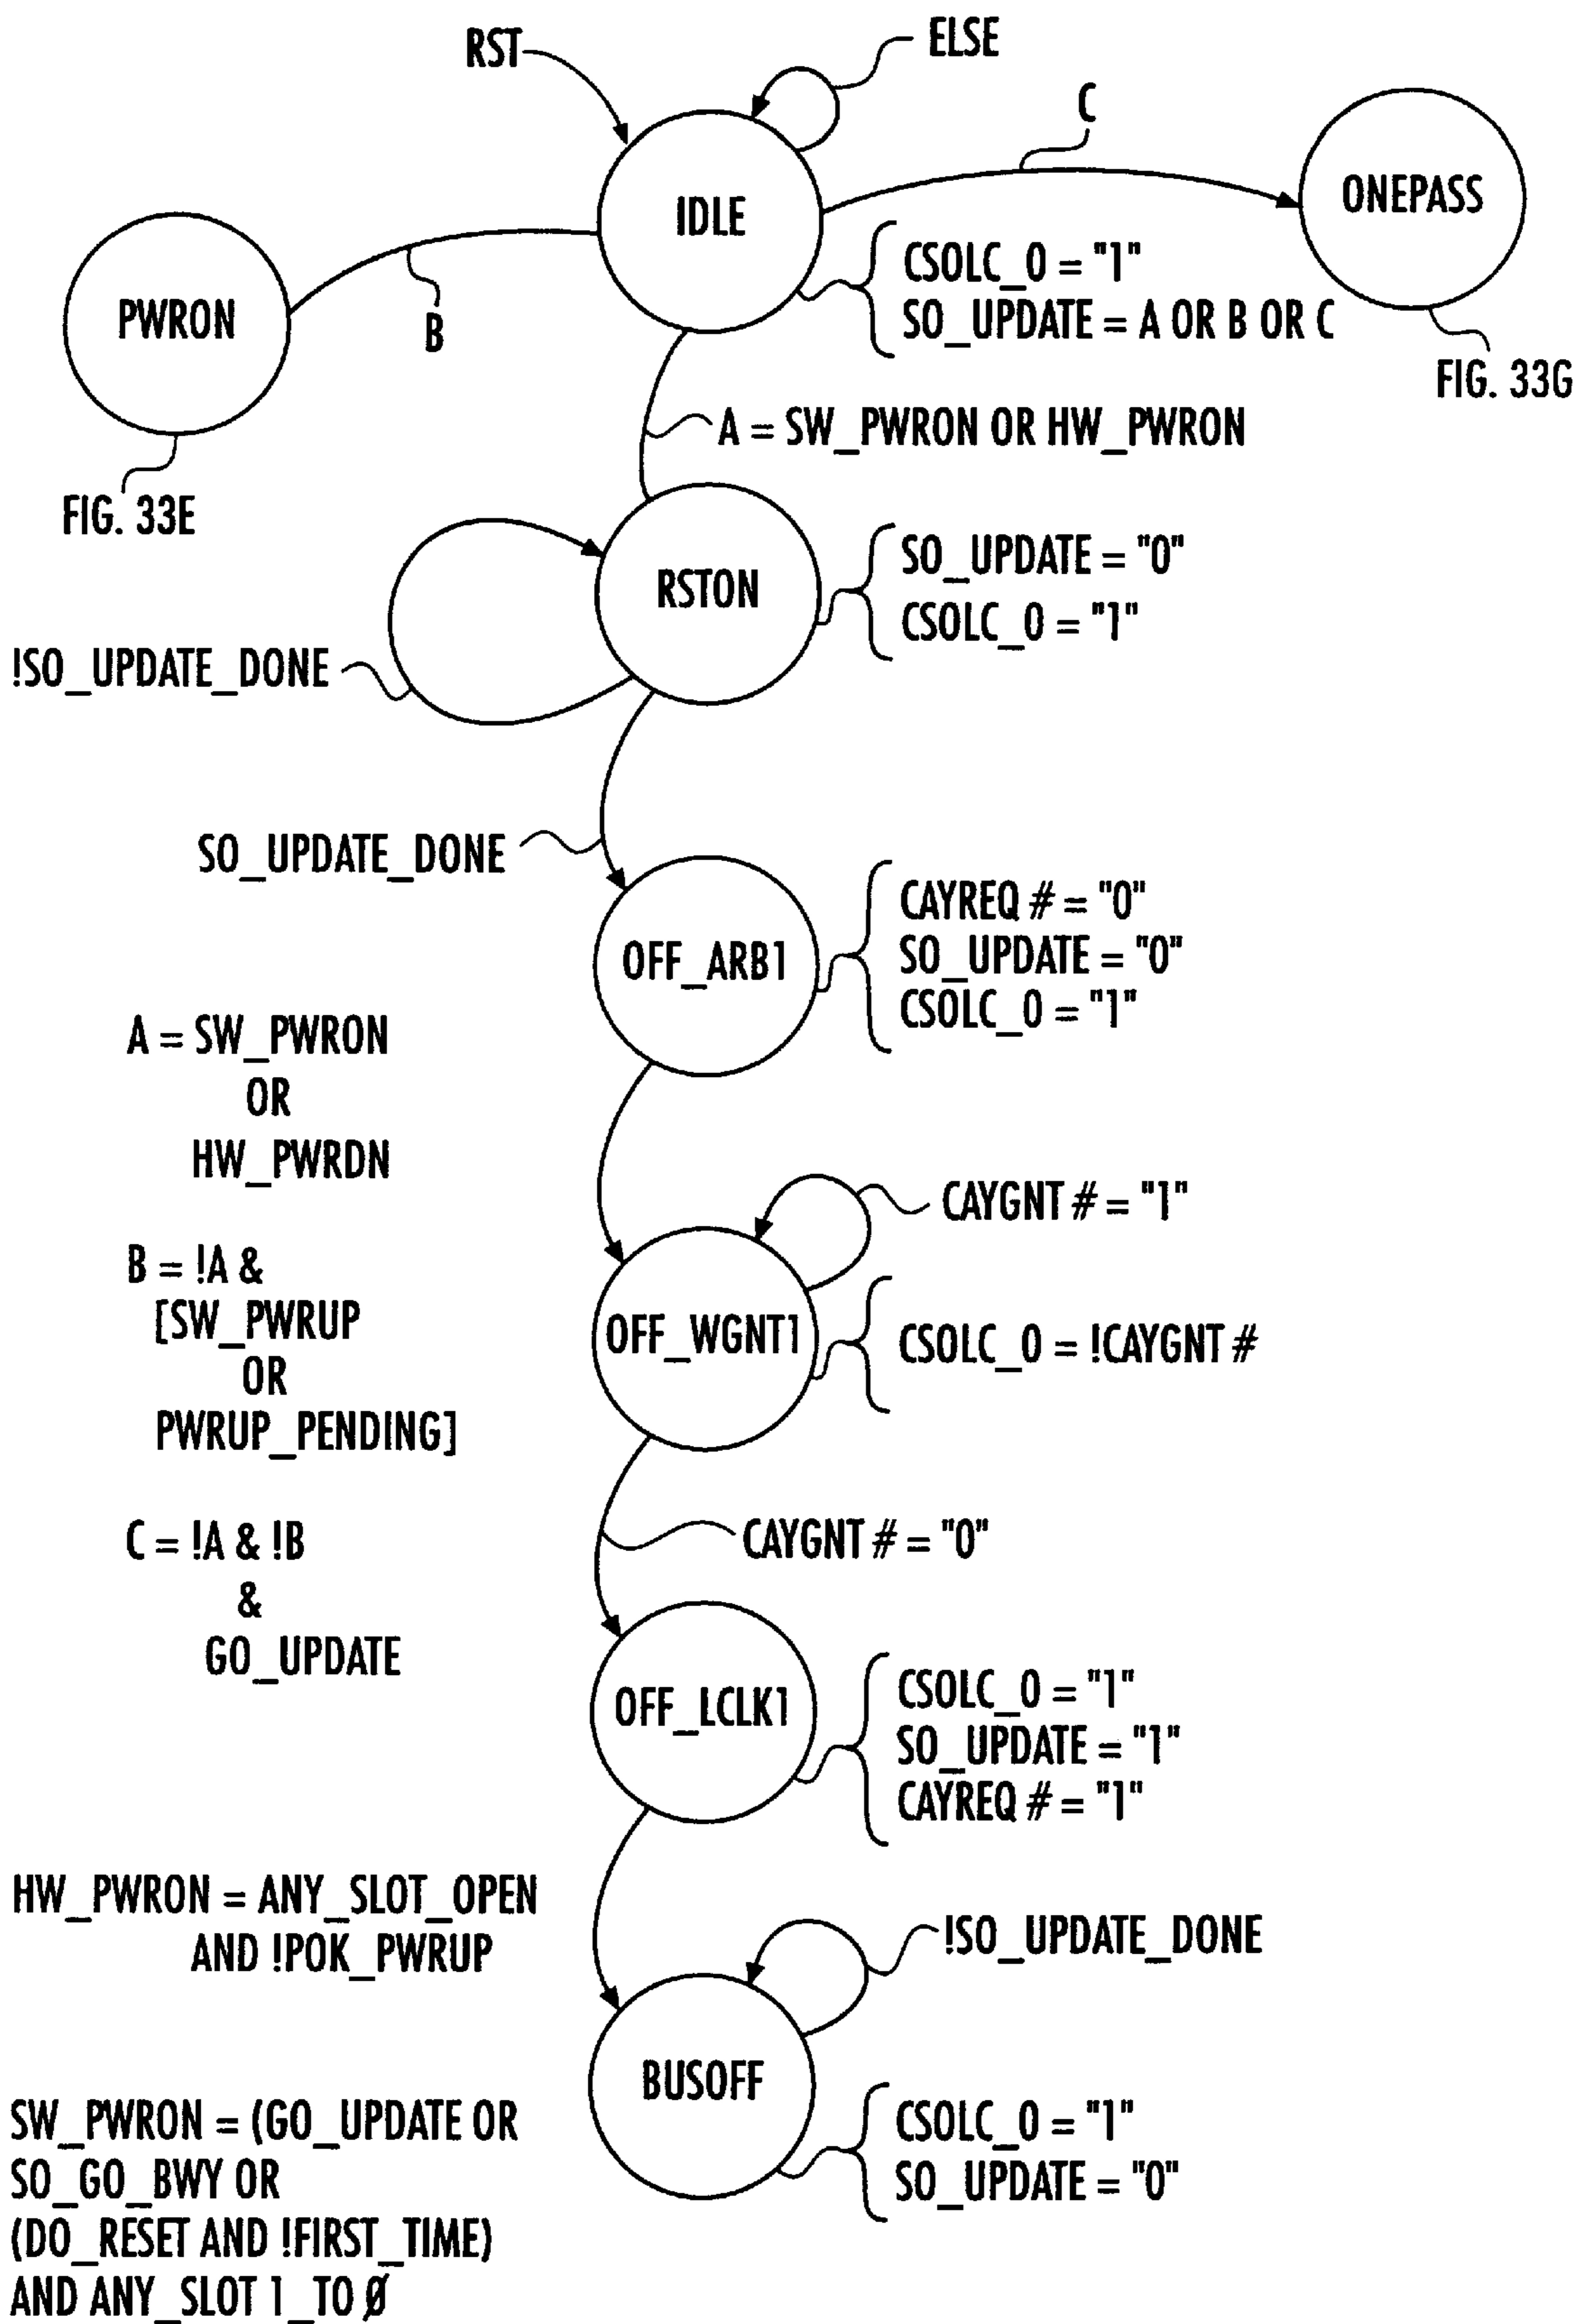 RST
ELSE
C
IDLE
ONEPASS
PWRON
B
CSOLC_0 = "1"
SO_UPDATE = A OR B OR C
FIG. 33G
FIG. 33E
A = SW_PWRON OR HW_PWRON
RSTON
SO_UPDATE = "0"
CSOLC_0 = "1"
!SO_UPDATE_DONE
SO_UPDATE_DONE
OFF_ARB1
CAYREQ # = "0"
SO_UPDATE = "0"
CSOLC_0 = "1"
A = SW_PWRON
OR
HW_PWRDN
B = !A &
[SW_PWRUP
OR
PWRUP_PENDING]
C = !A & !B
&
GO_UPDATE
CAYGNT # = "1"
OFF_WGNT1
CSOLC_0 = !CAYGNT #
CAYGNT # = "0"
OFF_LCLK1
CSOLC_0 = "1"
SO_UPDATE = "1"
CAYREQ # = "1"
HW_PWRON = ANY_SLOT_OPEN
AND !POK_PWRUP
!SO_UPDATE_DONE
BUSOFF
CSOLC_0 = "1"
SO_UPDATE = "0"
SW_PWRON = (GO_UPDATE OR
SO_GO_BWY OR
(DO_RESET AND !FIRST_TIME)
AND ANY_SLOT 1_TO Ø